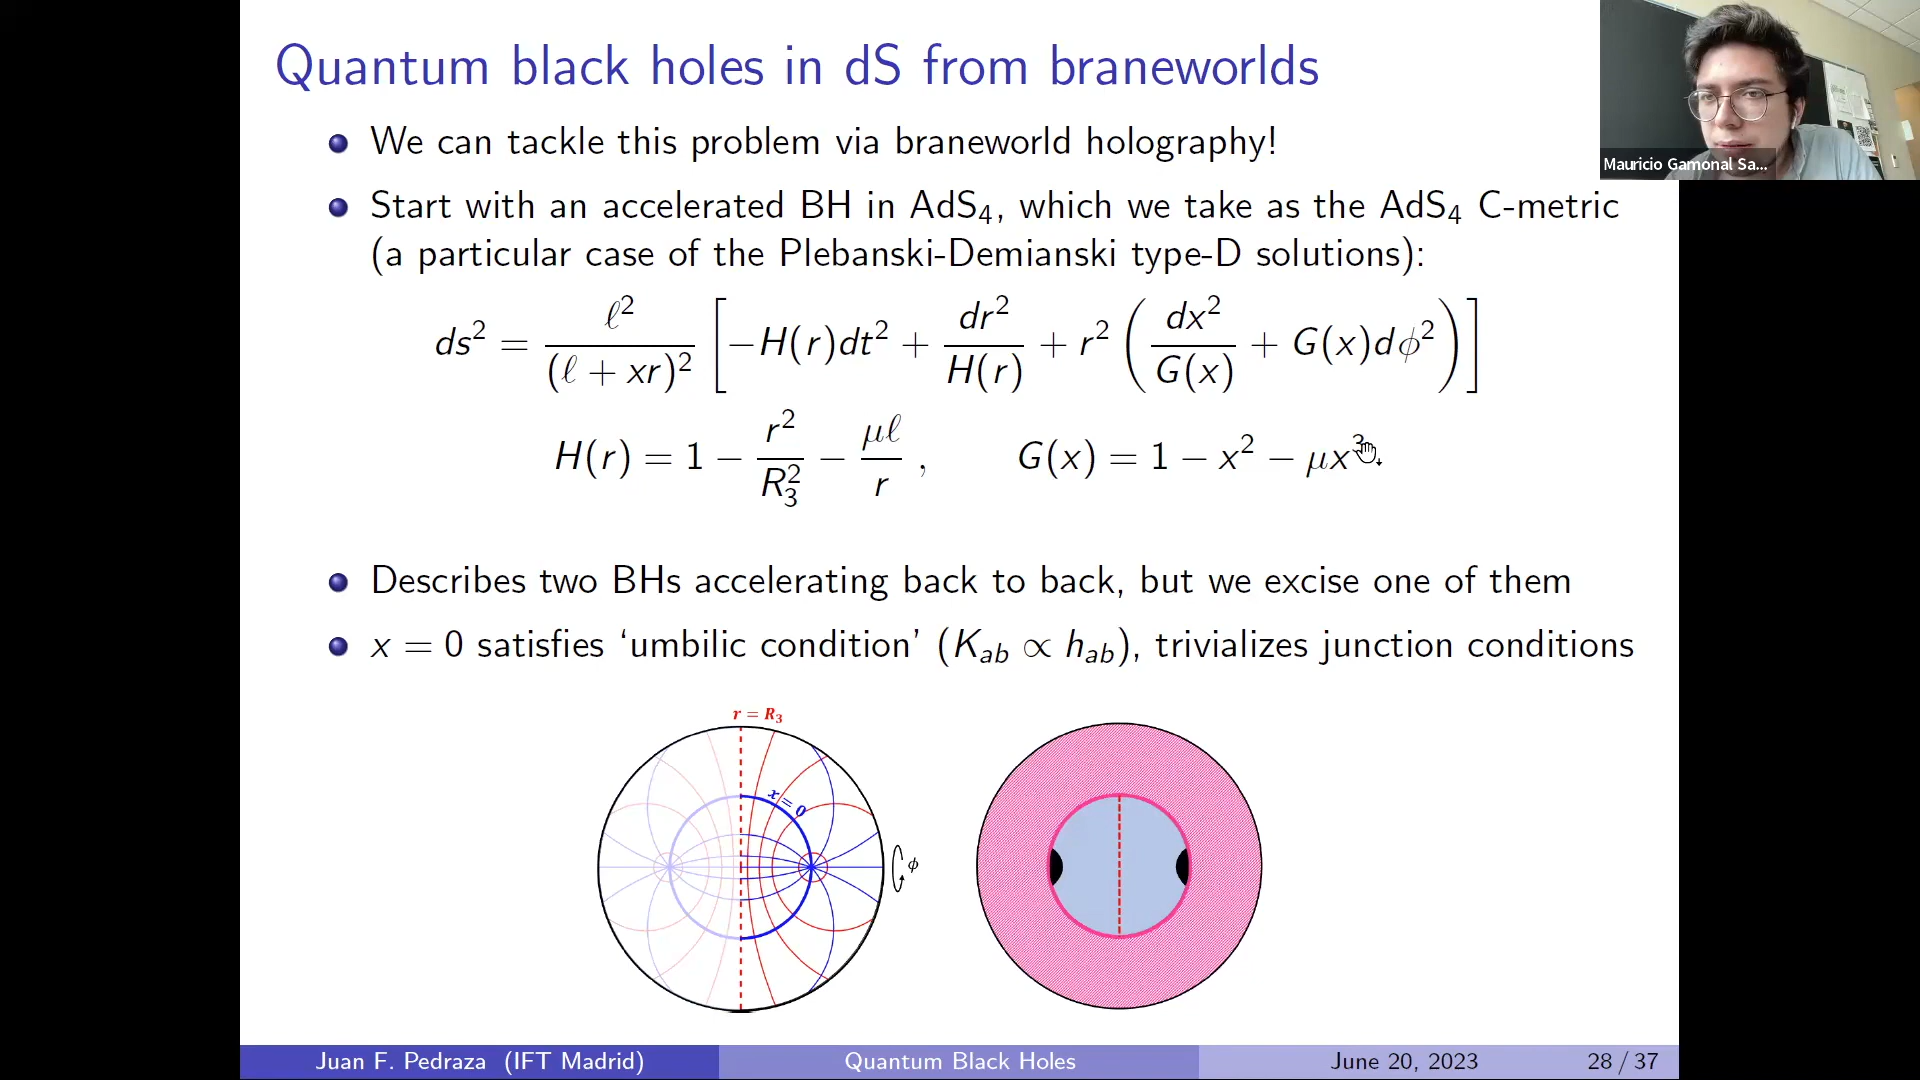 Quantum black holes in dS from braneworlds
We can tackle this problem via braneworld holography!
Start with an accelerated BH in AdS₄, which we take as the AdS₄ C-metric
(a particular case of the Plebanski-Demianski type-D solutions):
ds² = ℓ²/(ℓ + xr)² [−H(r)dt² + dr²/H(r) + r² (dx²/G(x) + G(x)dϕ²)]
H(r) = 1 − r²/R₃² − μℓ/r , G(x) = 1 − x² − μx³
Describes two BHs accelerating back to back, but we excise one of them
x = 0 satisfies ‘umbilic condition’ (K_ab ∝ h_ab), trivializes junction conditions
r = R₃
x = 0
ϕ
Juan F. Pedraza (IFT Madrid) Quantum Black Holes June 20, 2023 28 / 37
Mauricio Gamonal Sa...